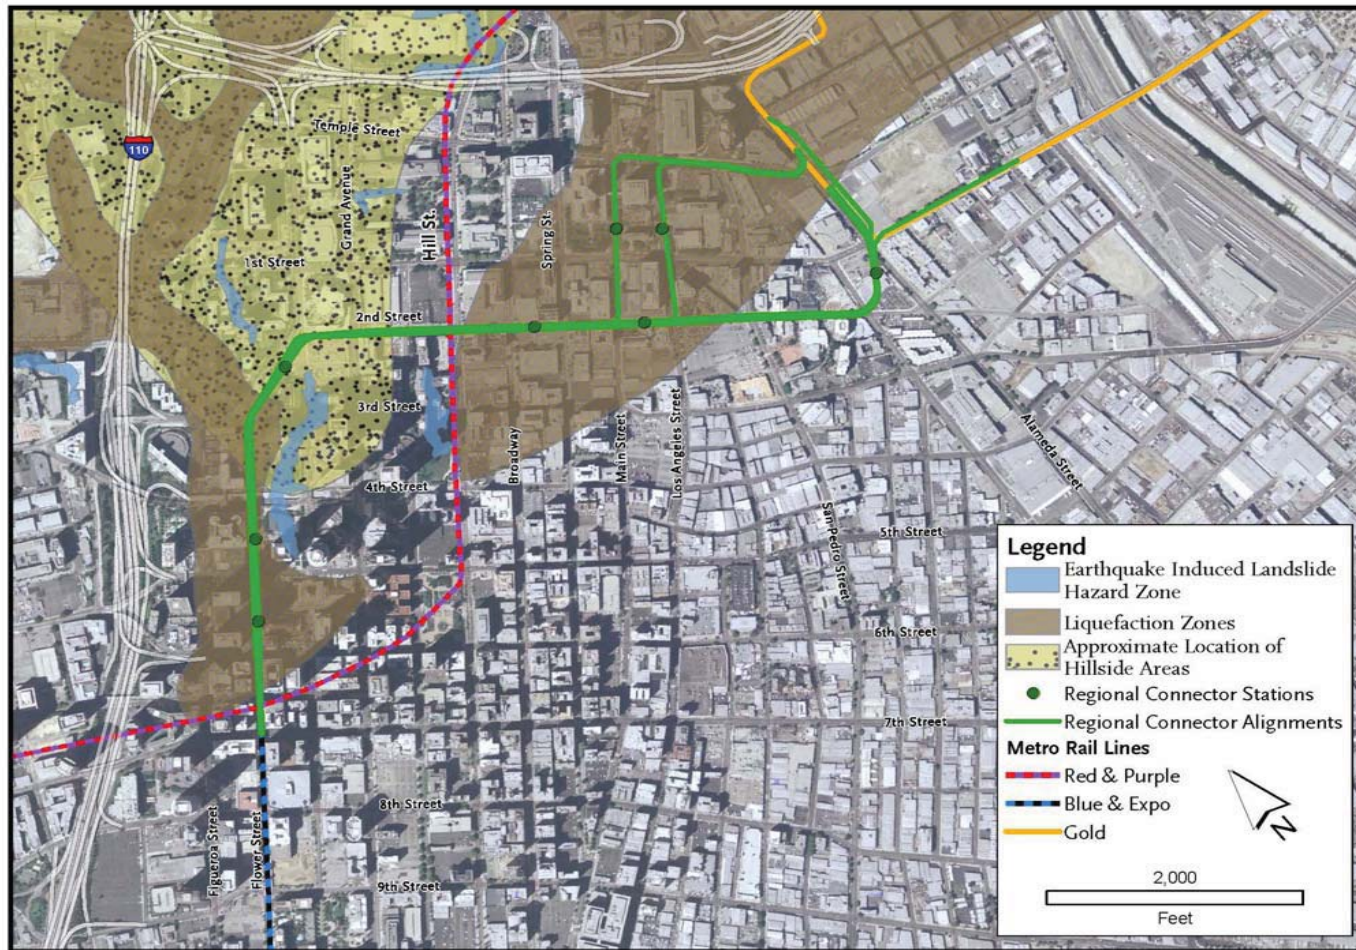 110
Temple Street
Grand Avenue
Hill St.
Spring St.
1st Street
2nd Street
3rd Street
4th Street
Broadway
Main Street
Los Angeles Street
San Pedro Street
Alameda Street
5th Street
6th Street
7th Street
8th Street
9th Street
Figueroa Street
Flower Street
Legend
Earthquake Induced Landslide
Hazard Zone
Liquefaction Zones
Approximate Location of
Hillside Areas
Regional Connector Stations
Regional Connector Alignments
Metro Rail Lines
Red & Purple
Blue & Expo
Gold
N
2,000
Feet